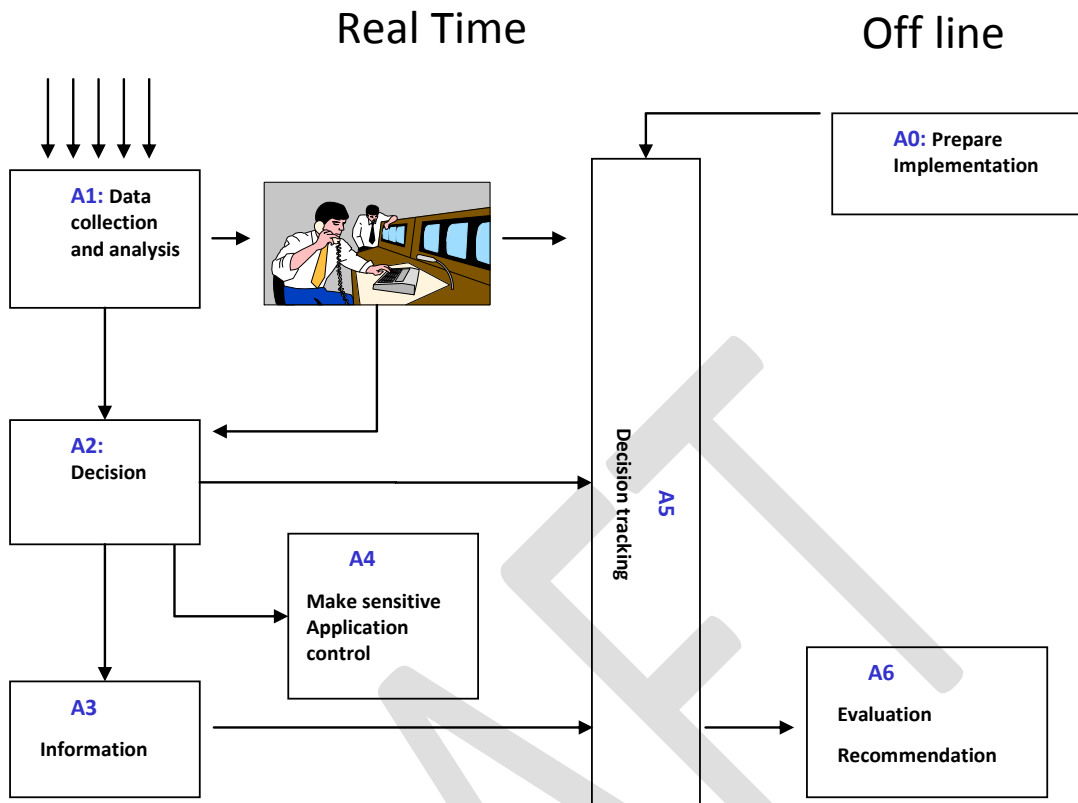 Real Time
Off line
A0: Prepare
Implementation
A1: Data
collection
and analysis
A2:
Decision
A5
Decision tracking
A4
Make sensitive
Application
control
A3
Information
A6
Evaluation
Recommendation